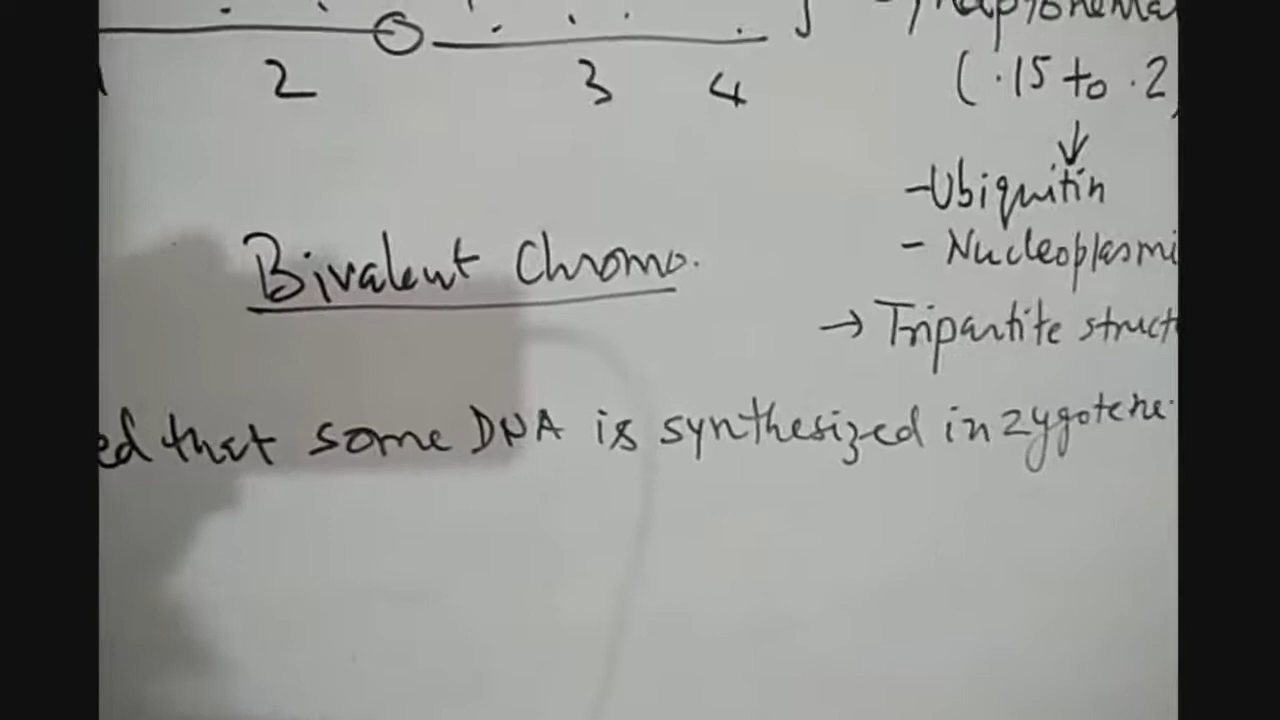 2 3 4
(.15 to .2
↓
-Ubiquitin
- Nucleoplasmi
Bivalent Chromo.
→ Tripartite struct
ed that some DNA is synthesized in zygotene.